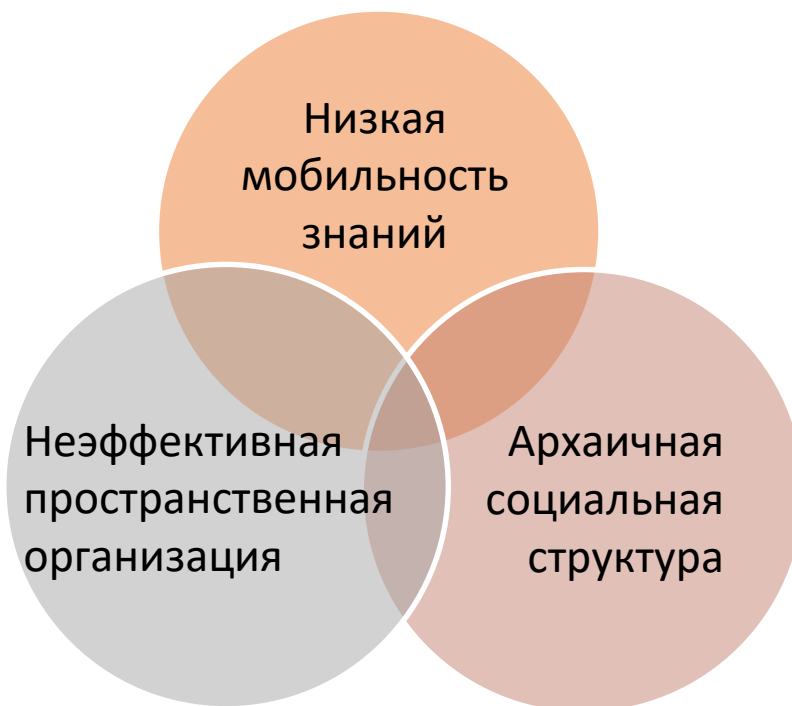 Низкая
мобильность
знаний
Неэффективная
пространственная
организация
Архаичная
социальная
структура